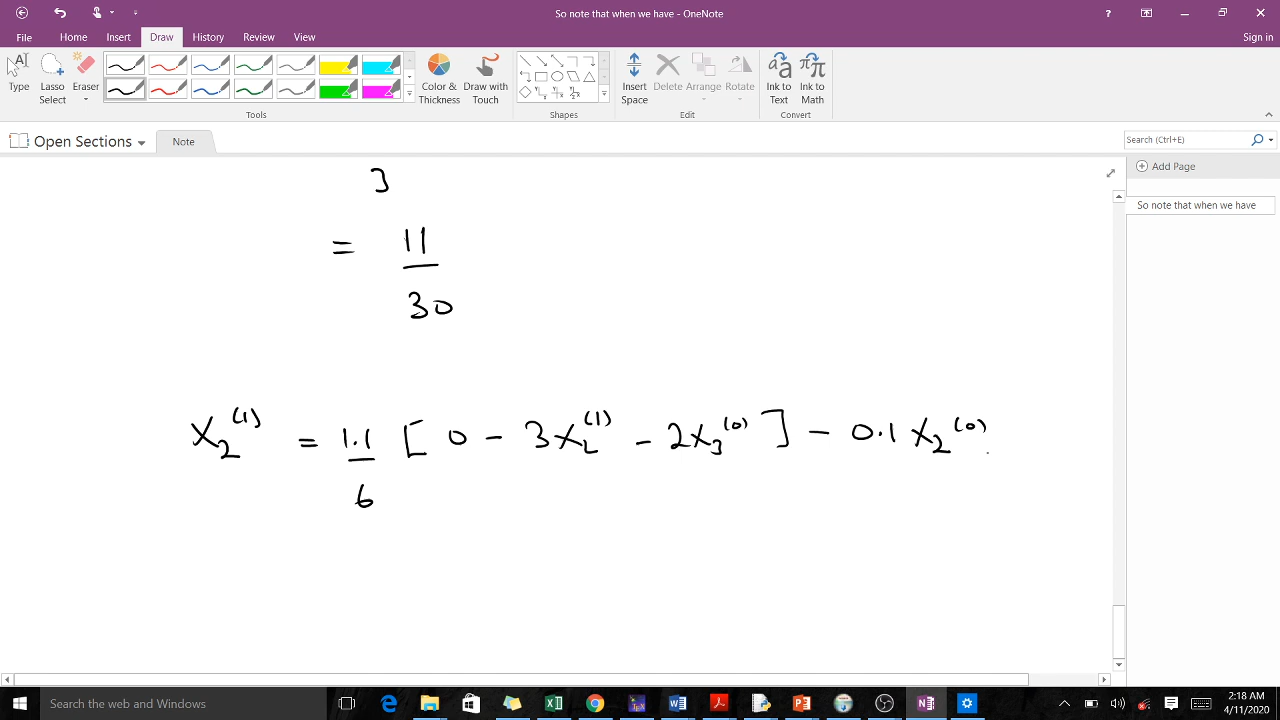 So note that when we have - OneNote
File Home Insert Draw History Review View Sign in
Type Lasso Select Eraser Color & Thickness Draw with Touch Insert Space Delete Arrange Rotate Ink to Text Ink to Math
Tools Shapes Edit Convert
Open Sections Note Search (Ctrl+E)
Add Page
So note that when we have
3
= 11/30
X₂⁽¹⁾ = 1.1/6 [ 0 - 3X₂⁽¹⁾ - 2X₃⁽⁰⁾ ] - 0.1 X₂⁽⁰⁾
Search the web and Windows
2:18 AM
4/11/2020